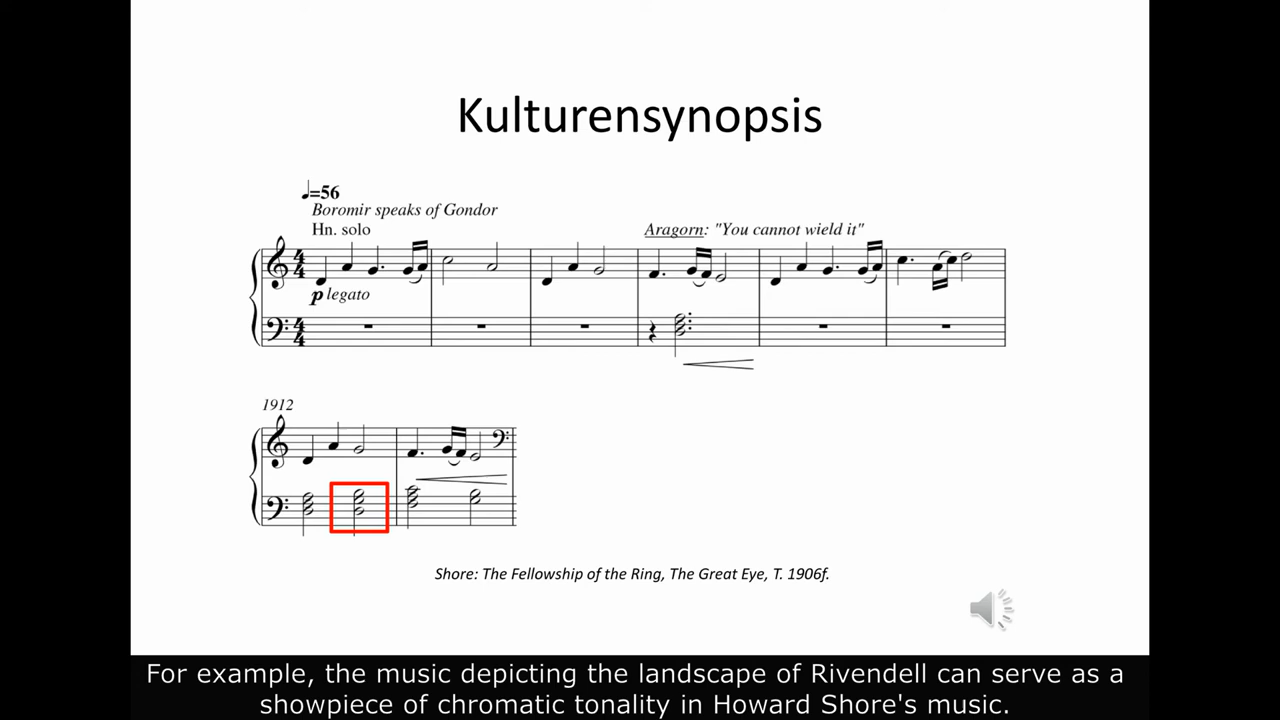 Kulturensynopsis
♩=56
Boromir speaks of Gondor
Hn. solo
Aragorn: "You cannot wield it"
p legato
1912
Shore: The Fellowship of the Ring, The Great Eye, T. 1906f.
For example, the music depicting the landscape of Rivendell can serve as a
showpiece of chromatic tonality in Howard Shore's music.